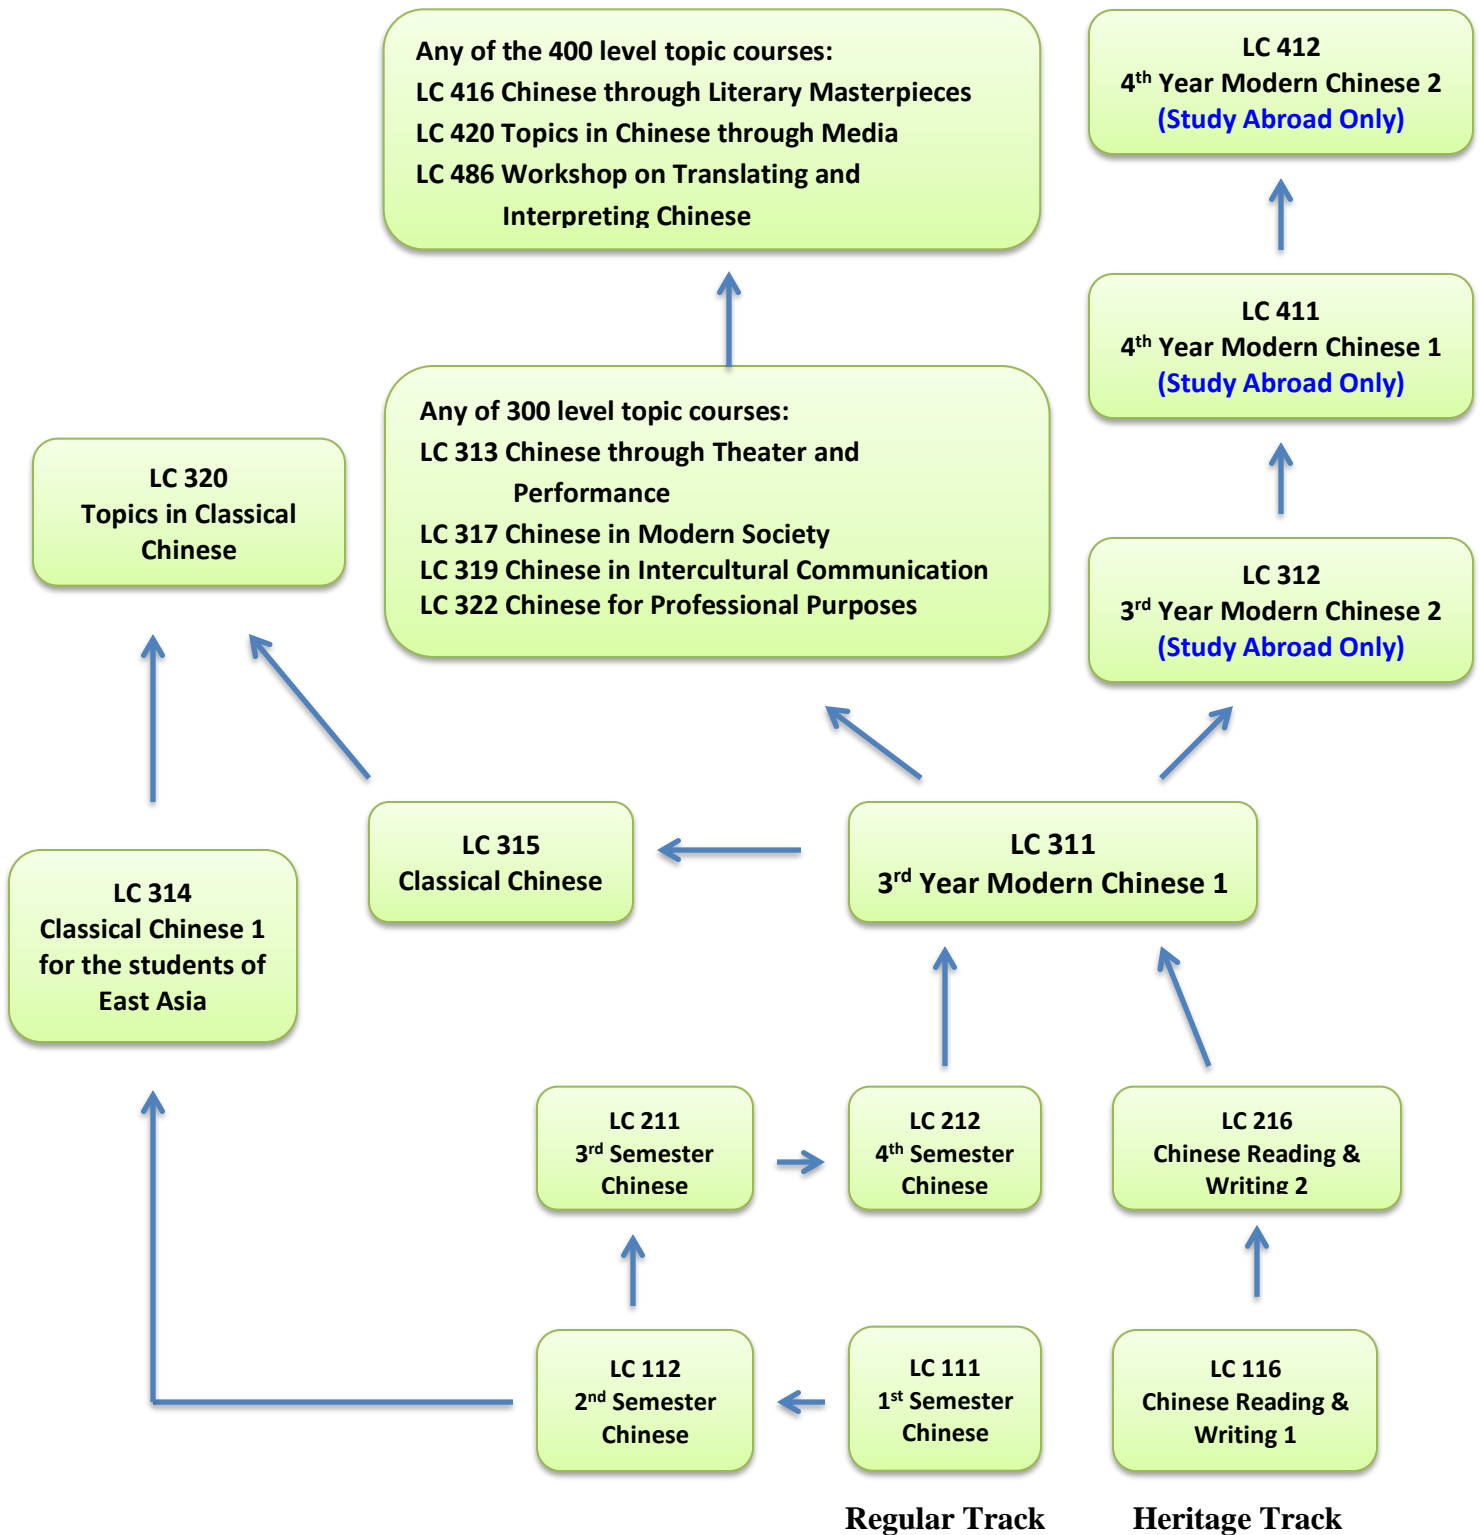 Any of the 400 level topic courses:
LC 416 Chinese through Literary Masterpieces
LC 420 Topics in Chinese through Media
LC 486 Workshop on Translating and
Interpreting Chinese
LC 412
4th Year Modern Chinese 2
(Study Abroad Only)
LC 411
4th Year Modern Chinese 1
(Study Abroad Only)
Any of 300 level topic courses:
LC 313 Chinese through Theater and
Performance
LC 317 Chinese in Modern Society
LC 319 Chinese in Intercultural Communication
LC 322 Chinese for Professional Purposes
LC 320
Topics in Classical
Chinese
LC 312
3rd Year Modern Chinese 2
(Study Abroad Only)
LC 315
Classical Chinese
LC 311
3rd Year Modern Chinese 1
LC 314
Classical Chinese 1
for the students of
East Asia
LC 211
3rd Semester
Chinese
LC 212
4th Semester
Chinese
LC 216
Chinese Reading &
Writing 2
LC 112
2nd Semester
Chinese
LC 111
1st Semester
Chinese
LC 116
Chinese Reading &
Writing 1
Regular Track
Heritage Track